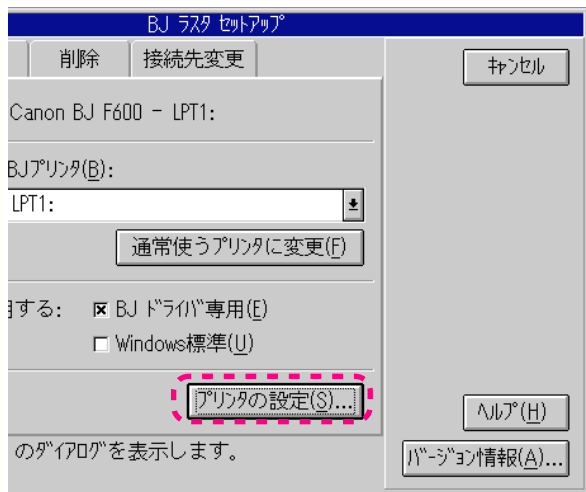 BJ ラスタ セットアップ
削除 接続先変更
キャンセル
Canon BJ F600 - LPT1:
BJプリンタ(B):
LPT1:
通常使うプリンタに変更(F)
用する: BJ ドライバ専用(E)
Windows標準(U)
プリンタの設定(S)...
ヘルプ(H)
のダイアログを表示します。
バージョン情報(A)...